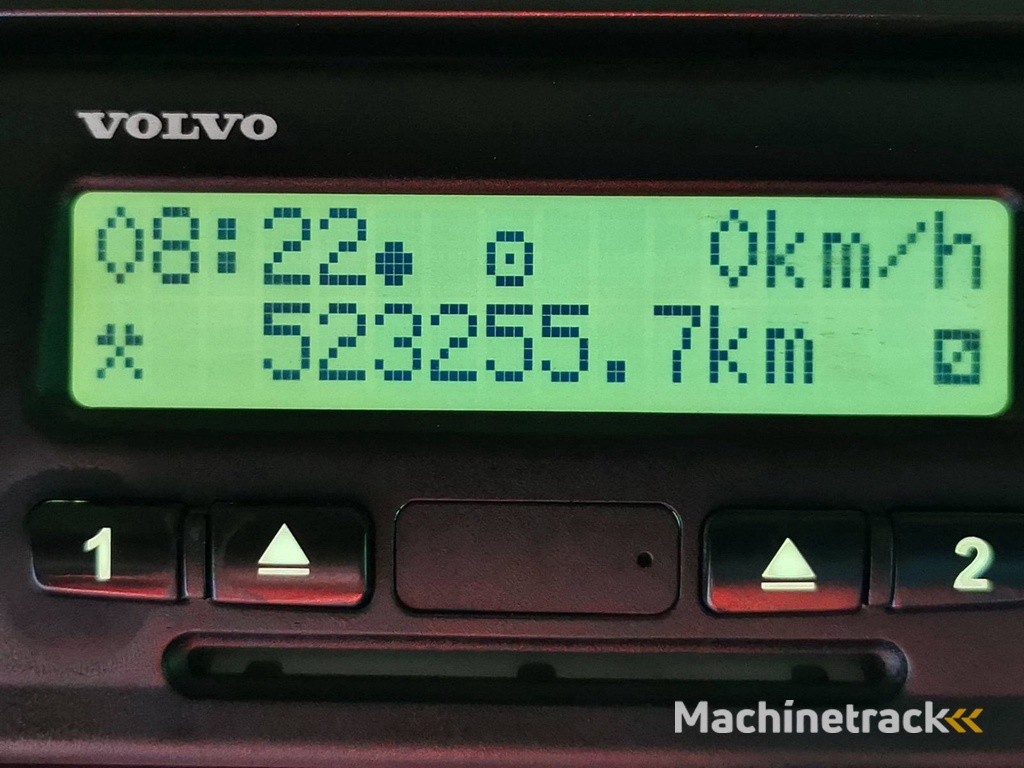 VOLVO
08:22 0km/h
523255.7km
1 2
Machinetrack